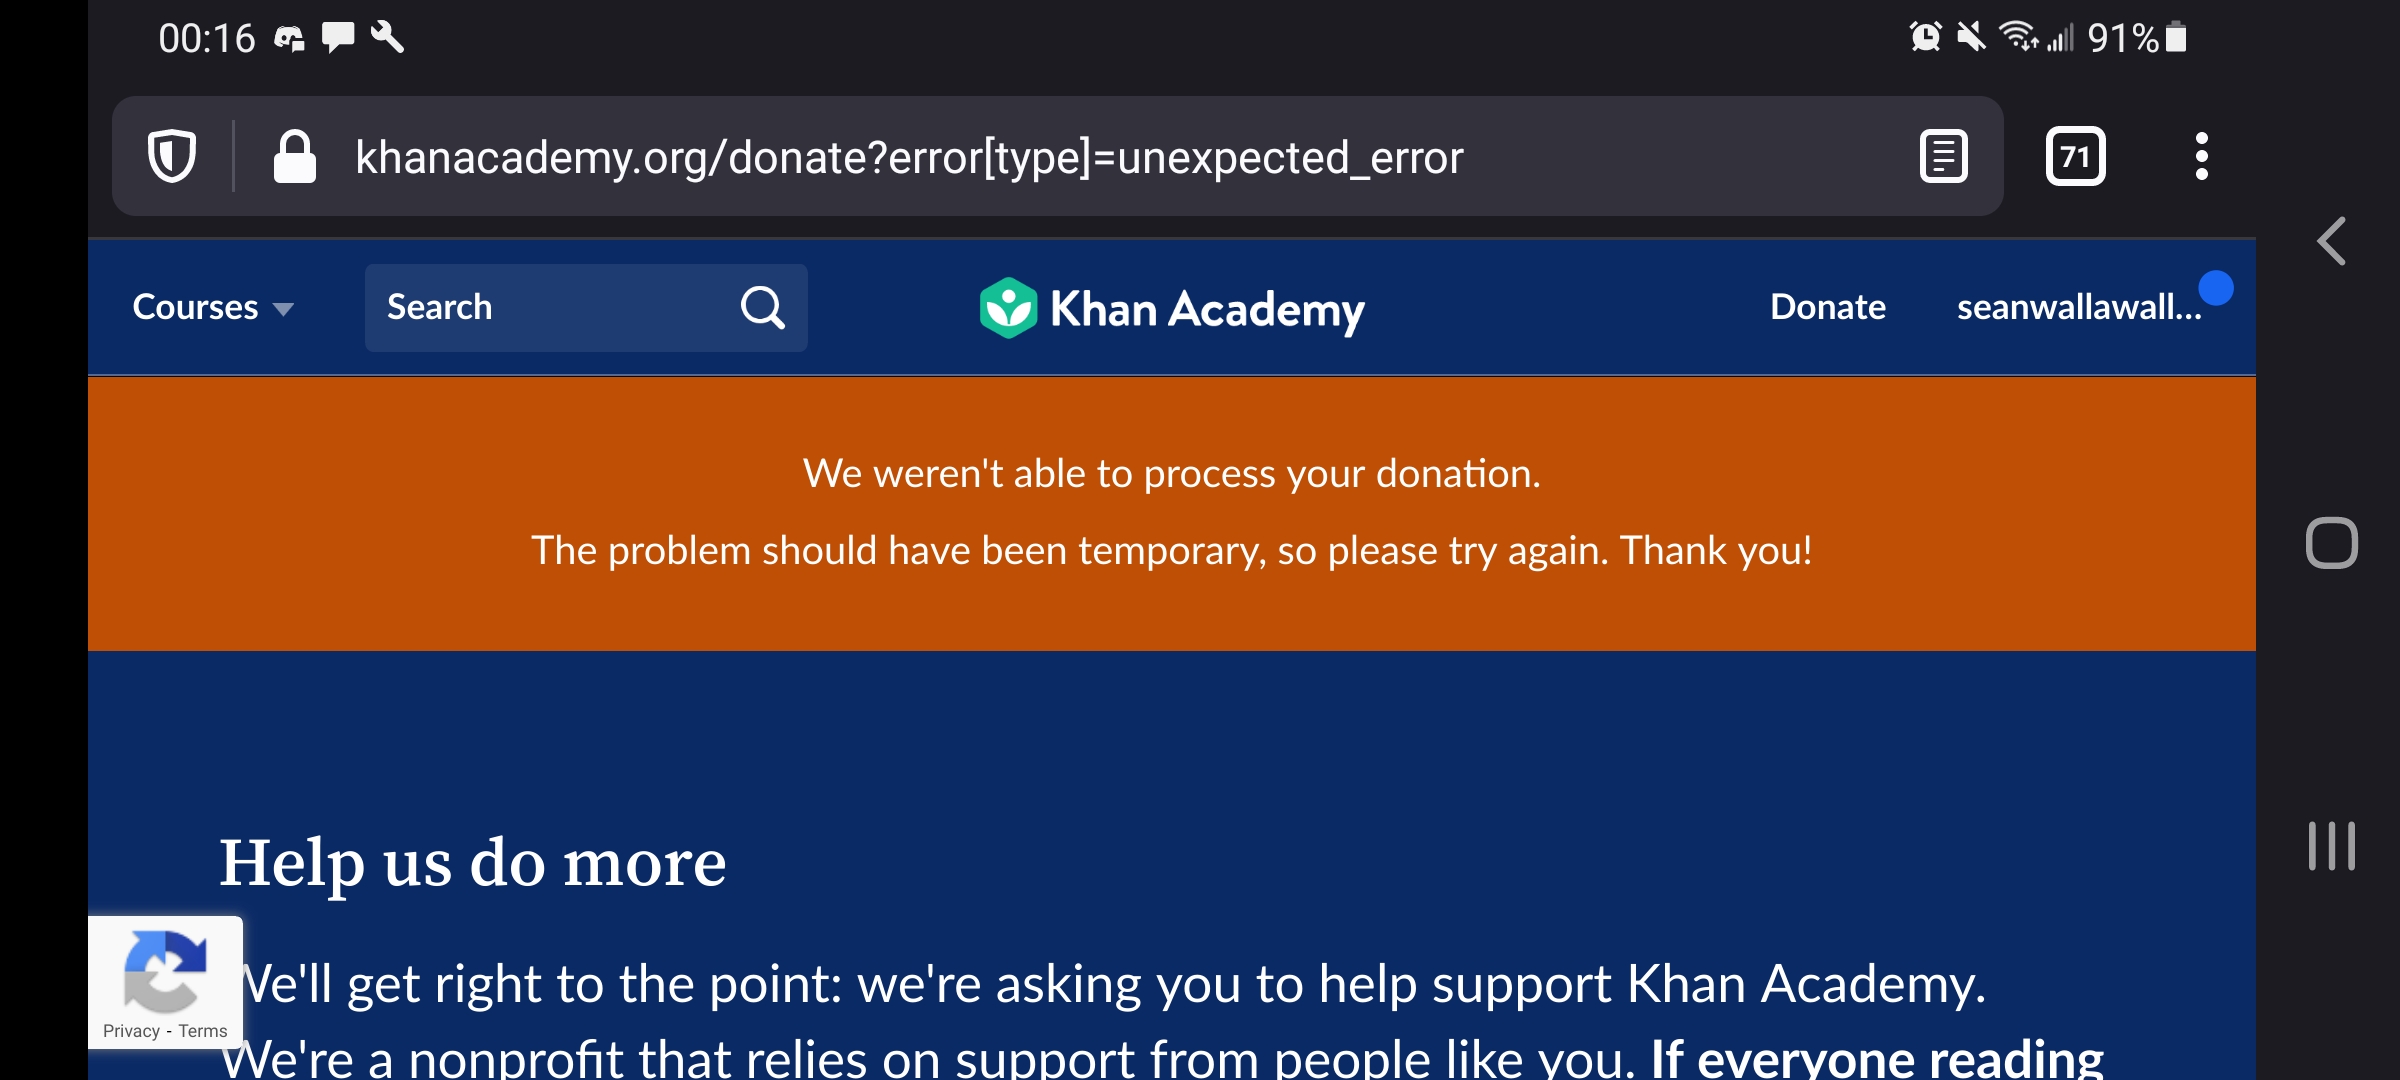 00:16
91%
khanacademy.org/donate?error[type]=unexpected_error
71
Courses
Search
Khan Academy
Donate
seanwallawall...
We weren't able to process your donation.
The problem should have been temporary, so please try again. Thank you!
Help us do more
We'll get right to the point: we're asking you to help support Khan Academy.
Privacy - Terms
We're a nonprofit that relies on support from people like you. If everyone reading